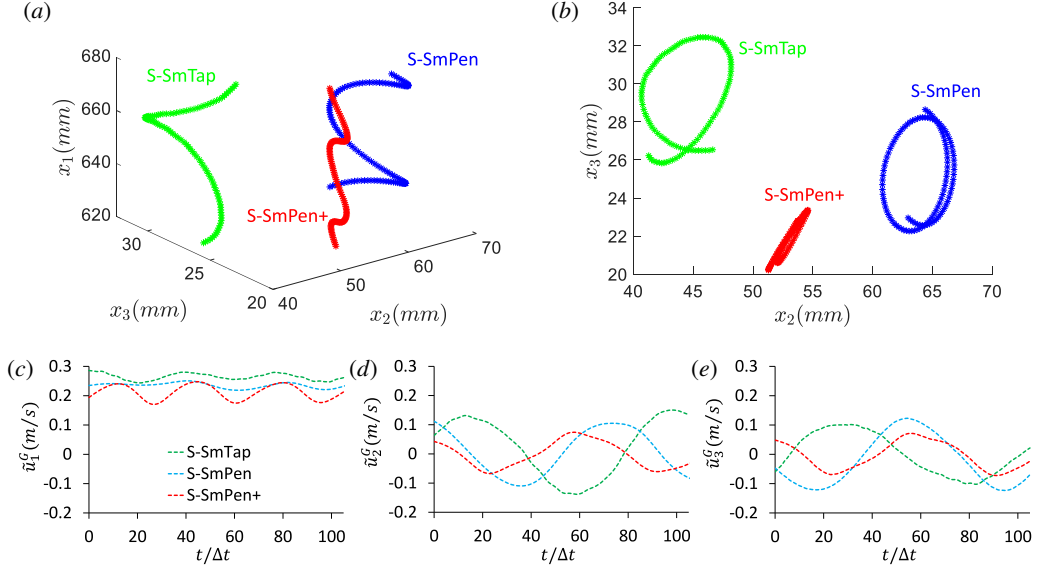 (a)
680
S-SmTap
S-SmPen
660
x₁(mm)
640
S-SmPen+
620
30
25
20
40
50
60
70
x₃(mm)
x₂(mm)
(b)
34
32
30
28
26
24
22
20
x₃(mm)
S-SmTap
S-SmPen
S-SmPen+
40 45 50 55 60 65 70
x₂(mm)
(c)
0.3
0.2
0.1
0
-0.1
-0.2
ũ₁ᴳ(m/s)
S-SmTap
S-SmPen
S-SmPen+
0 20 40 60 80 100
t/Δt
(d)
0.3
0.2
0.1
0
-0.1
-0.2
ũ₂ᴳ(m/s)
0 20 40 60 80 100
t/Δt
(e)
0.3
0.2
0.1
0
-0.1
-0.2
ũ₃ᴳ(m/s)
0 20 40 60 80 100
t/Δt